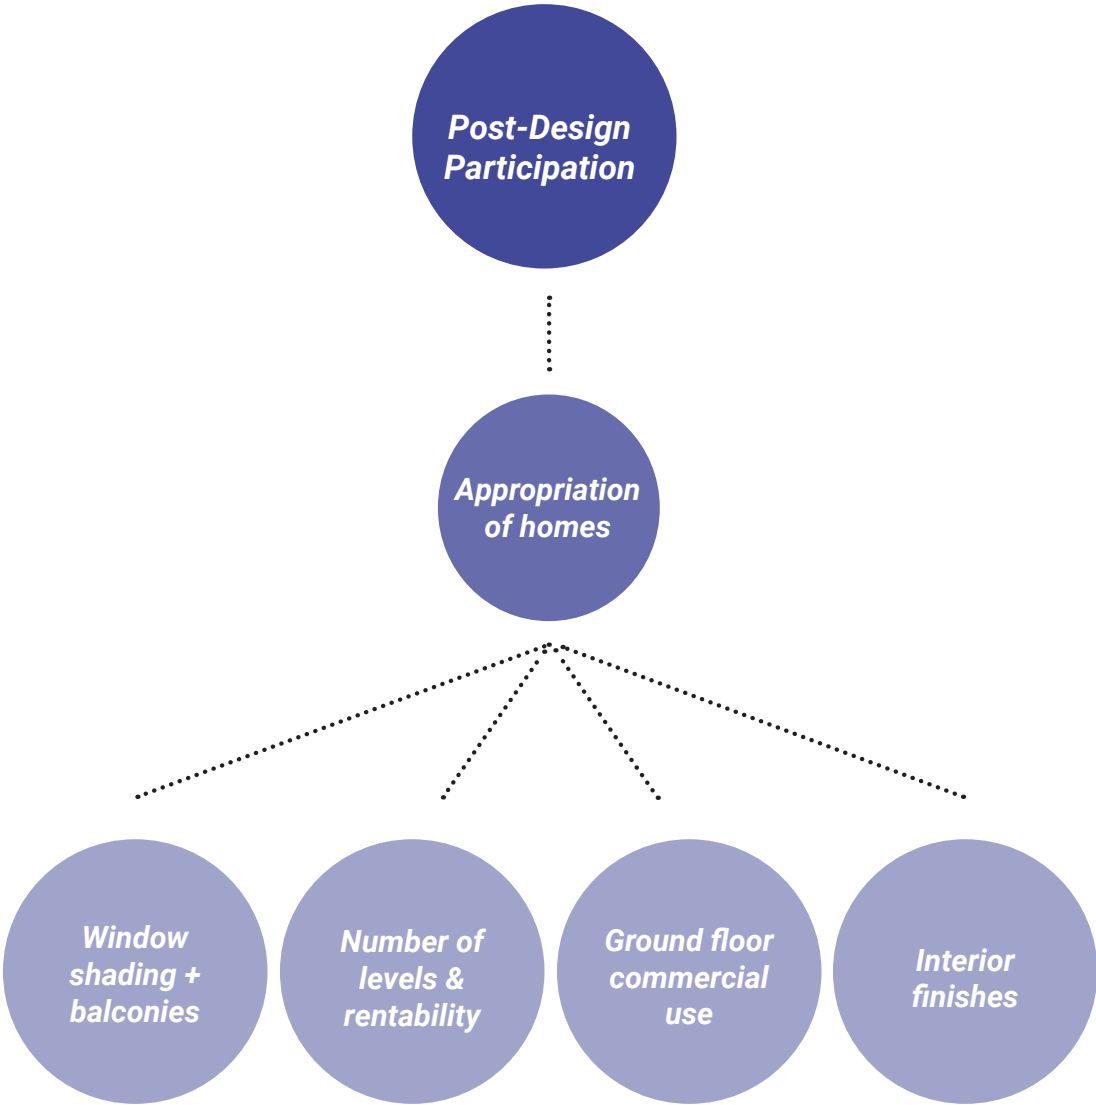 Post-Design
Participation
Appropriation
of homes
Window
shading +
balconies
Number of
levels &
rentability
Ground floor
commercial
use
Interior
finishes